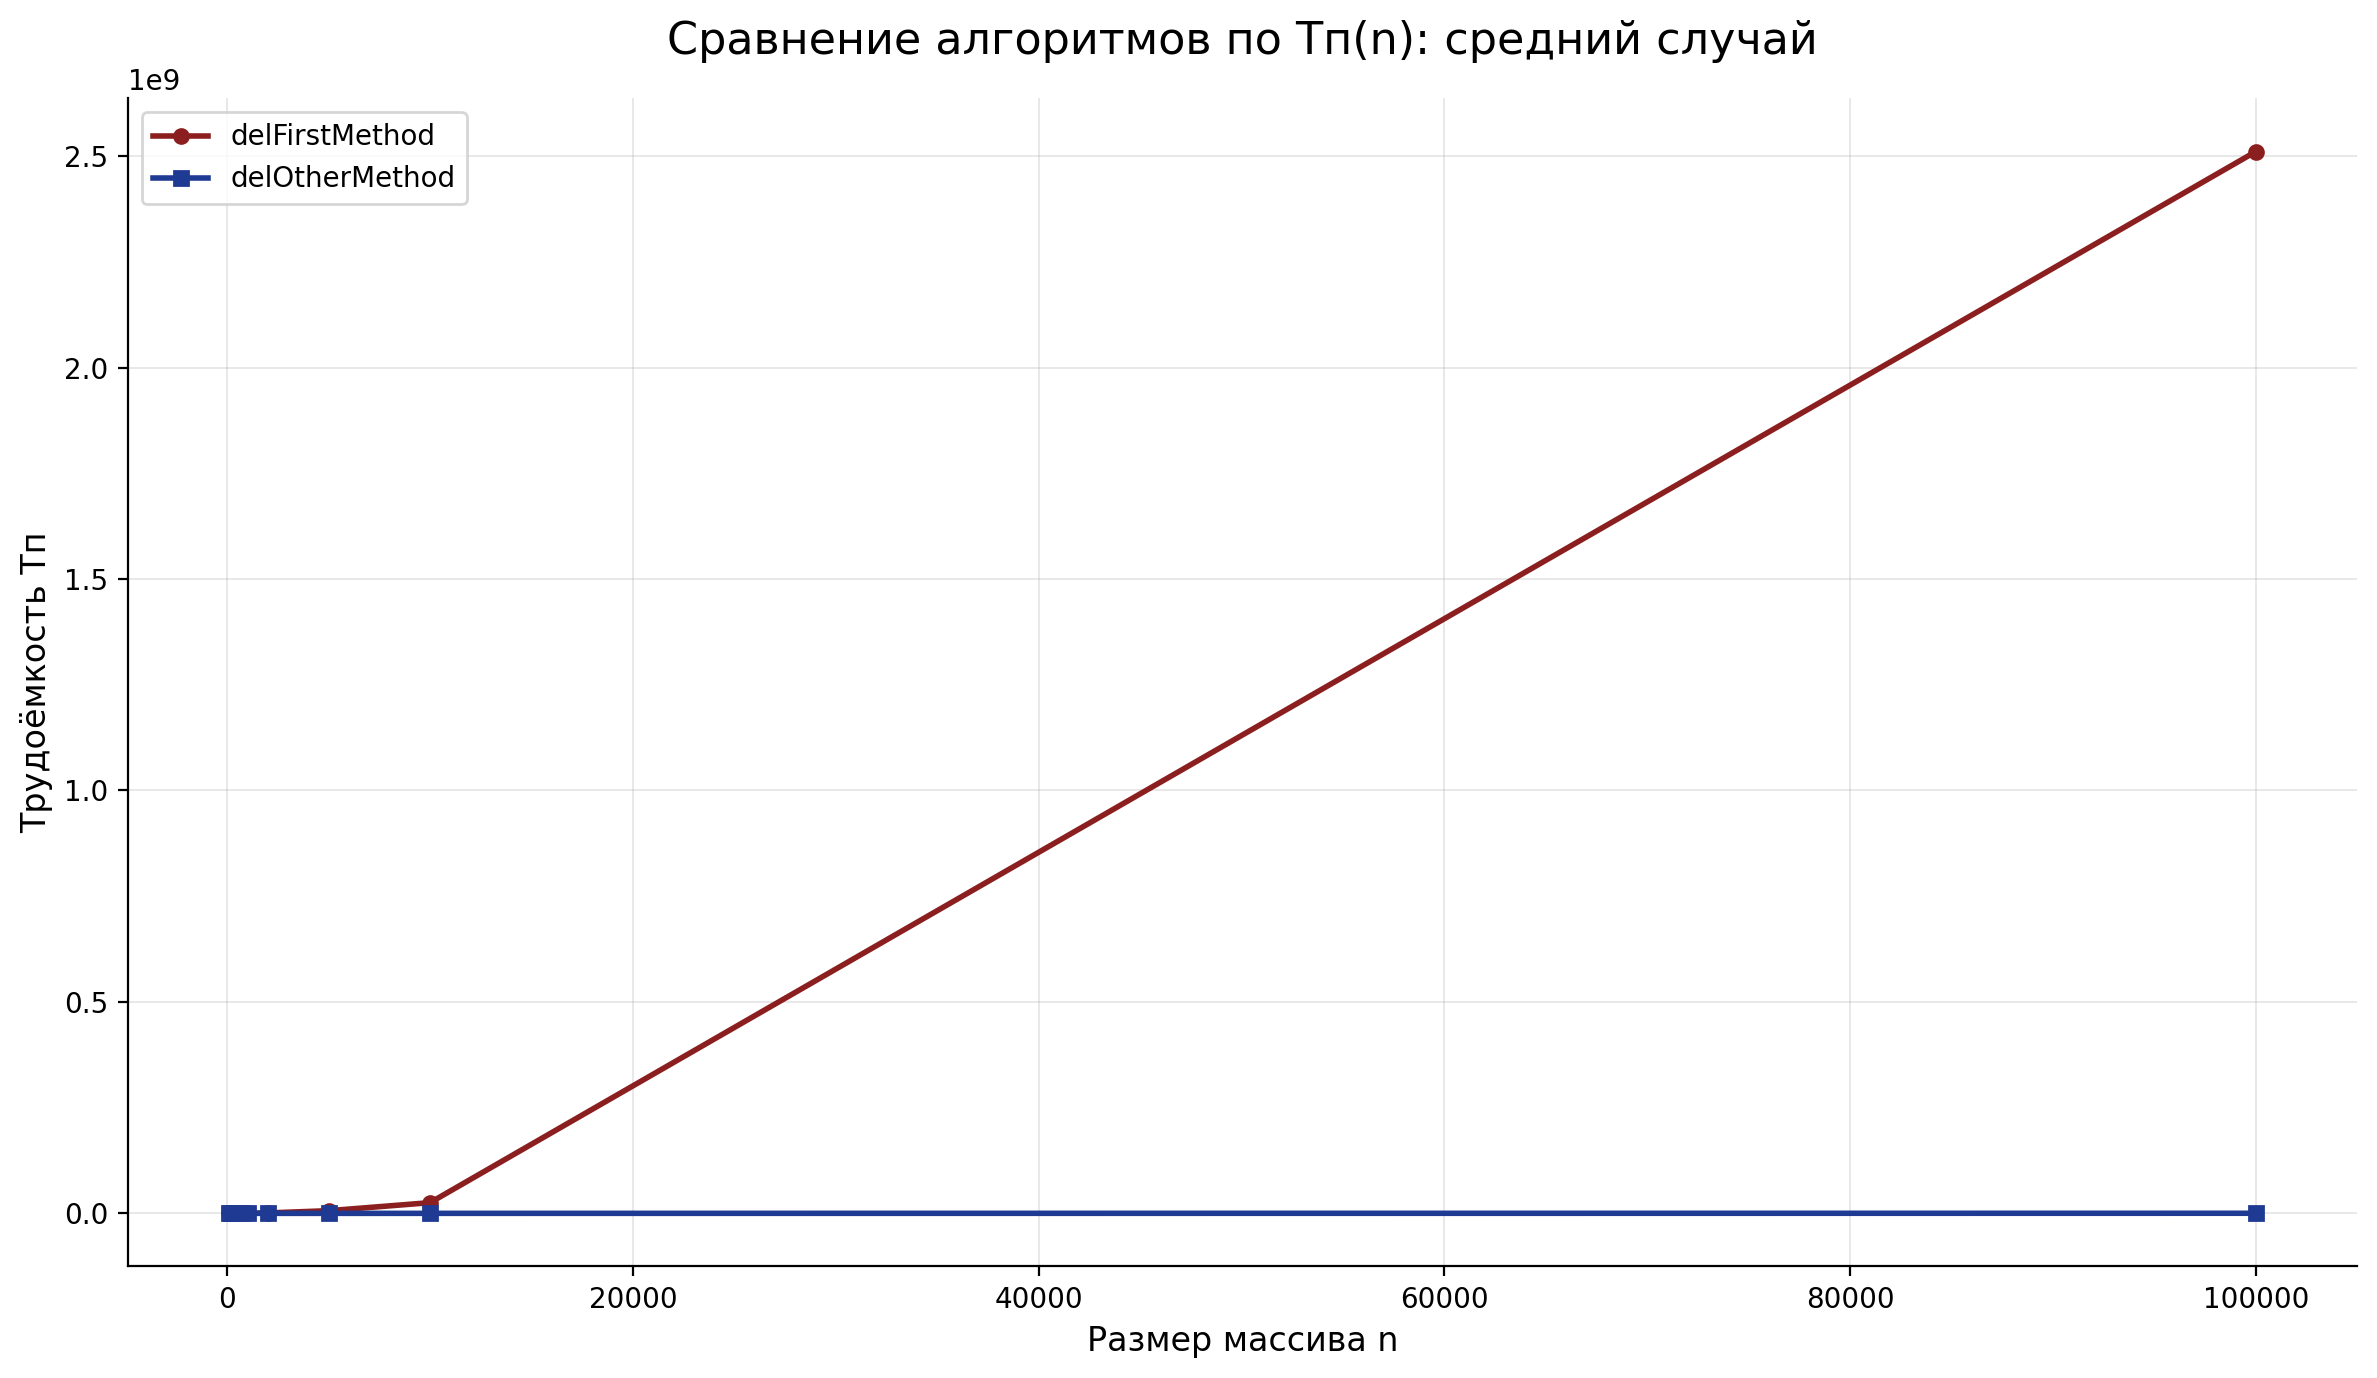 Сравнение алгоритмов по Тп(n): средний случай
1e9
delFirstMethod
delOtherMethod
2.5
2.0
1.5
1.0
0.5
0.0
Трудоёмкость Тп
0 20000 40000 60000 80000 100000
Размер массива n